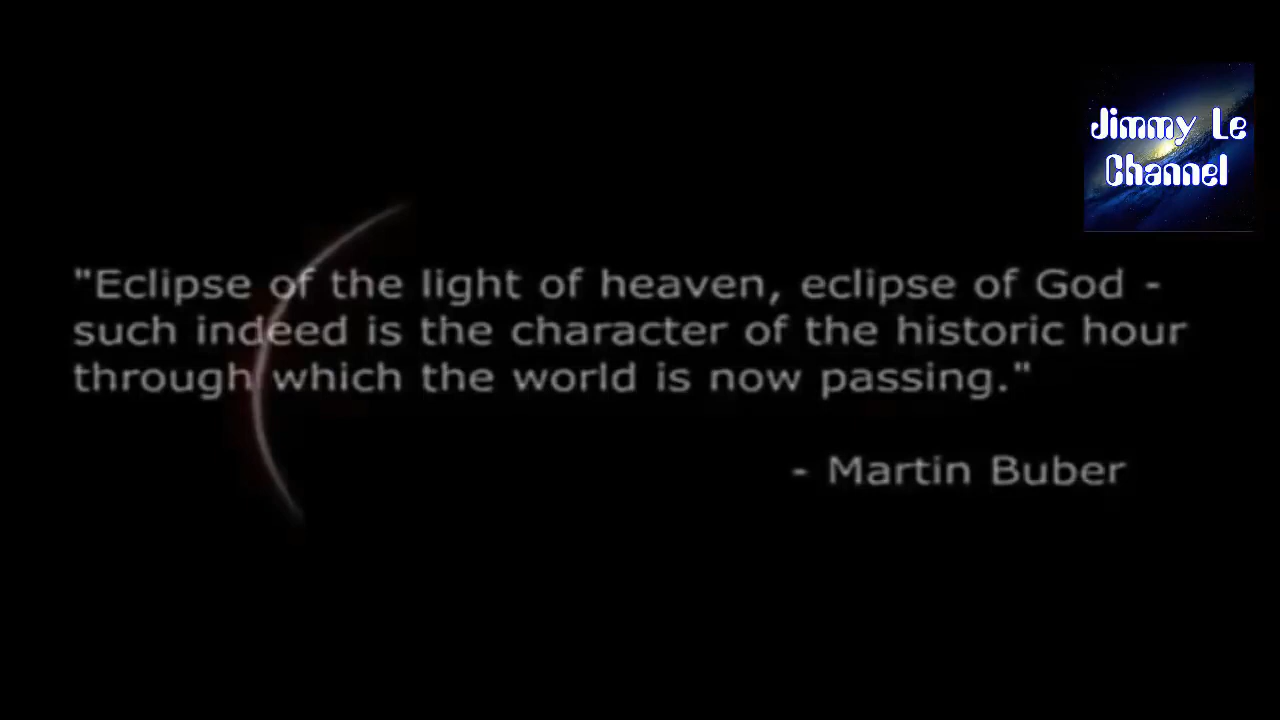 Jimmy Le
Channel
"Eclipse of the light of heaven, eclipse of God -
such indeed is the character of the historic hour
through which the world is now passing."
- Martin Buber